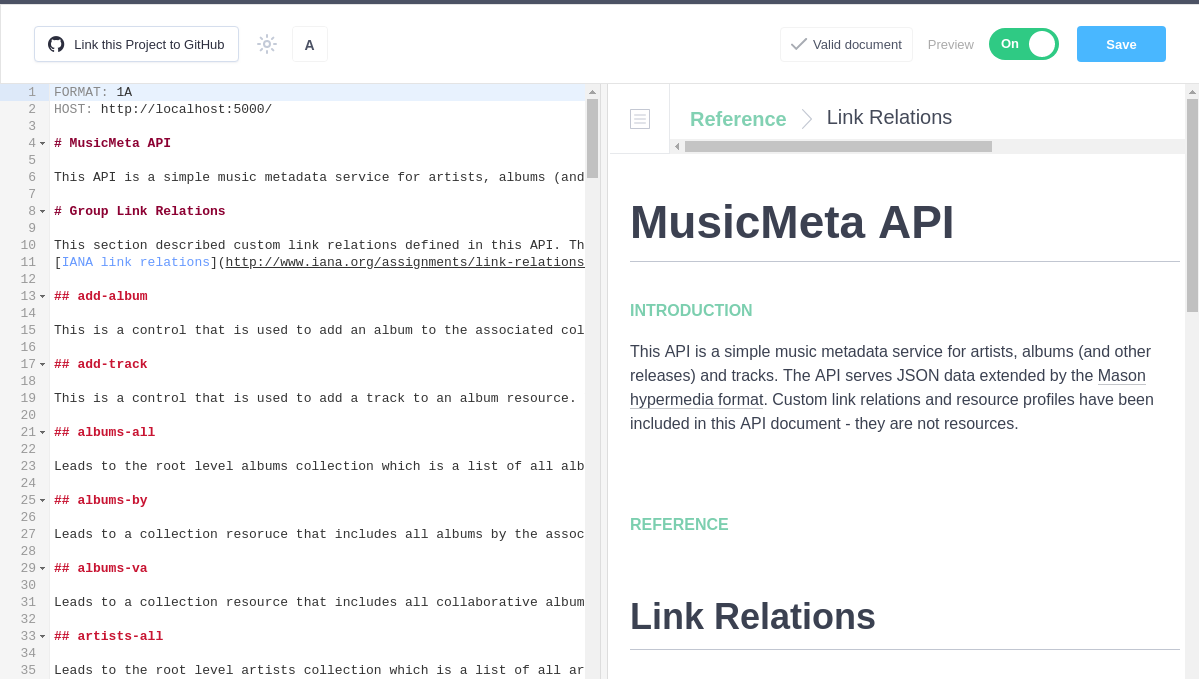 Link this Project to GitHub
A
Valid document
Preview
On
Save
1 FORMAT: 1A
2 HOST: http://localhost:5000/
3
4 # MusicMeta API
5
6 This API is a simple music metadata service for artists, albums (and
7
8 # Group Link Relations
9
10 This section described custom link relations defined in this API. Th
11 [IANA link relations](http://www.iana.org/assignments/link-relations
12
13 ## add-album
14
15 This is a control that is used to add an album to the associated col
16
17 ## add-track
18
19 This is a control that is used to add a track to an album resource.
20
21 ## albums-all
22
23 Leads to the root level albums collection which is a list of all alb
24
25 ## albums-by
26
27 Leads to a collection resoruce that includes all albums by the assoc
28
29 ## albums-va
30
31 Leads to a collection resource that includes all collaborative album
32
33 ## artists-all
34
35 Leads to the root level artists collection which is a list of all ar
Reference
Link Relations
MusicMeta API
INTRODUCTION
This API is a simple music metadata service for artists, albums (and other
releases) and tracks. The API serves JSON data extended by the Mason
hypermedia format. Custom link relations and resource profiles have been
included in this API document - they are not resources.
REFERENCE
Link Relations